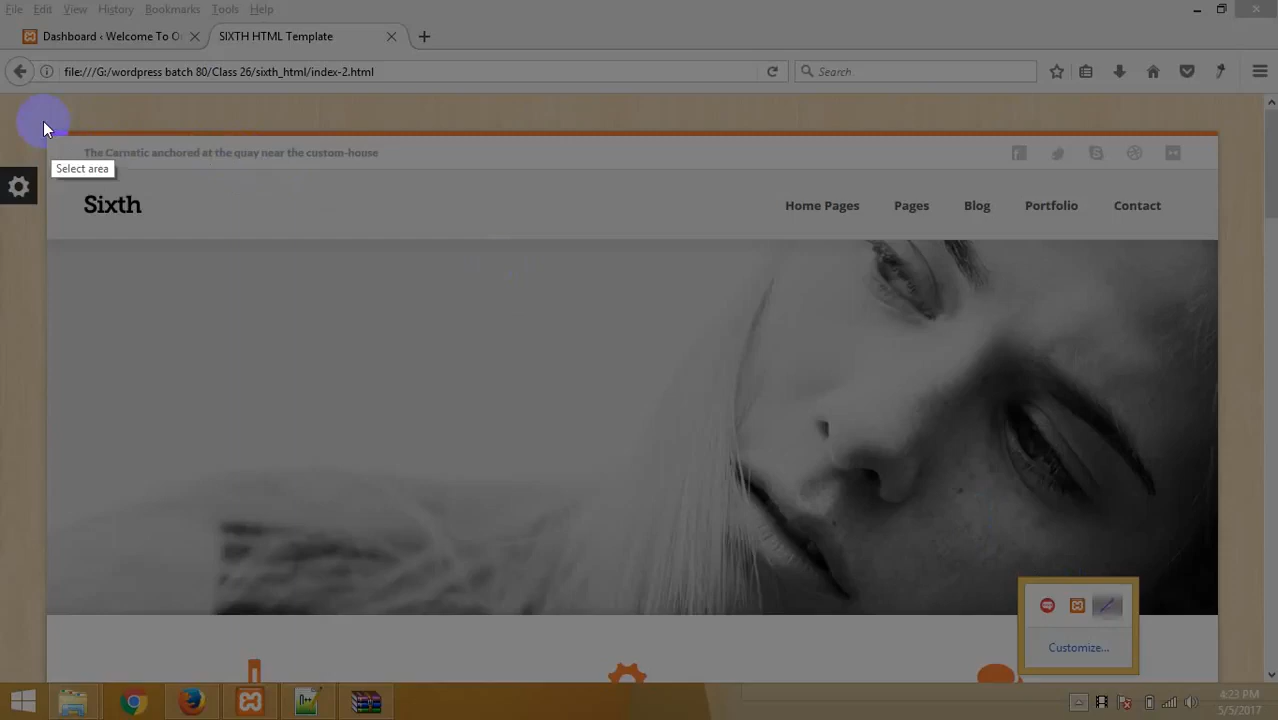 File Edit View History Bookmarks Tools Help
Dashboard ‹ Welcome To O
SIXTH HTML Template
file:///G:/wordpress batch 80/Class 26/sixth_html/index-2.html
Search
The Carnatic anchored at the quay near the custom-house
Select area
Sixth
Home Pages Pages Blog Portfolio Contact
Customize...
4:23 PM
5/5/2017